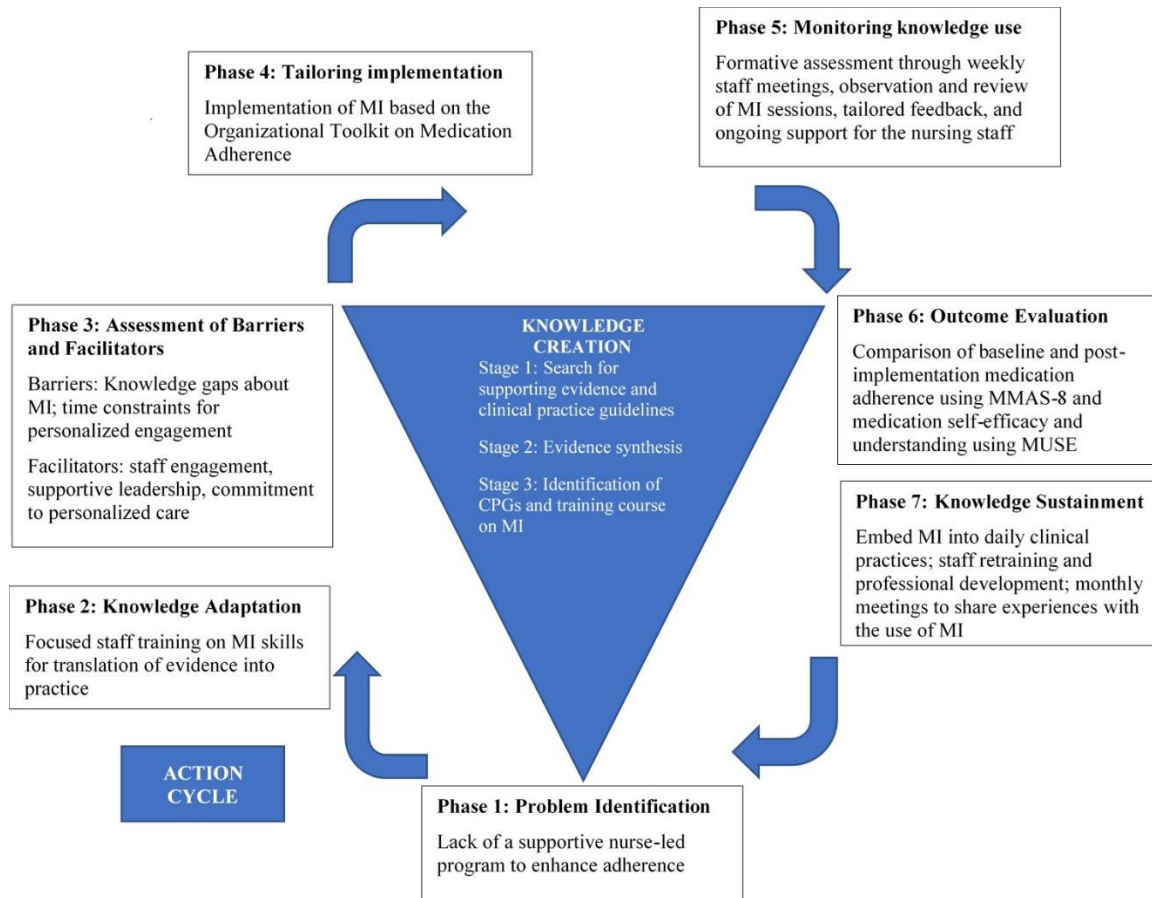 Phase 5: Monitoring knowledge use
Formative assessment through weekly
staff meetings, observation and review
of MI sessions, tailored feedback, and
ongoing support for the nursing staff
Phase 4: Tailoring implementation
Implementation of MI based on the
Organizational Toolkit on Medication
Adherence
Phase 3: Assessment of Barriers
and Facilitators
Barriers: Knowledge gaps about
MI; time constraints for
personalized engagement
Facilitators: staff engagement,
supportive leadership, commitment
to personalized care
KNOWLEDGE
CREATION
Stage 1: Search for
supporting evidence and
clinical practice guidelines
Stage 2: Evidence synthesis
Stage 3: Identification of
CPGs and training course
on MI
Phase 6: Outcome Evaluation
Comparison of baseline and post-
implementation medication
adherence using MMAS-8 and
medication self-efficacy and
understanding using MUSE
Phase 7: Knowledge Sustainment
Embed MI into daily clinical
practices; staff retraining and
professional development; monthly
meetings to share experiences with
the use of MI
Phase 2: Knowledge Adaptation
Focused staff training on MI skills
for translation of evidence into
practice
ACTION
CYCLE
Phase 1: Problem Identification
Lack of a supportive nurse-led
program to enhance adherence